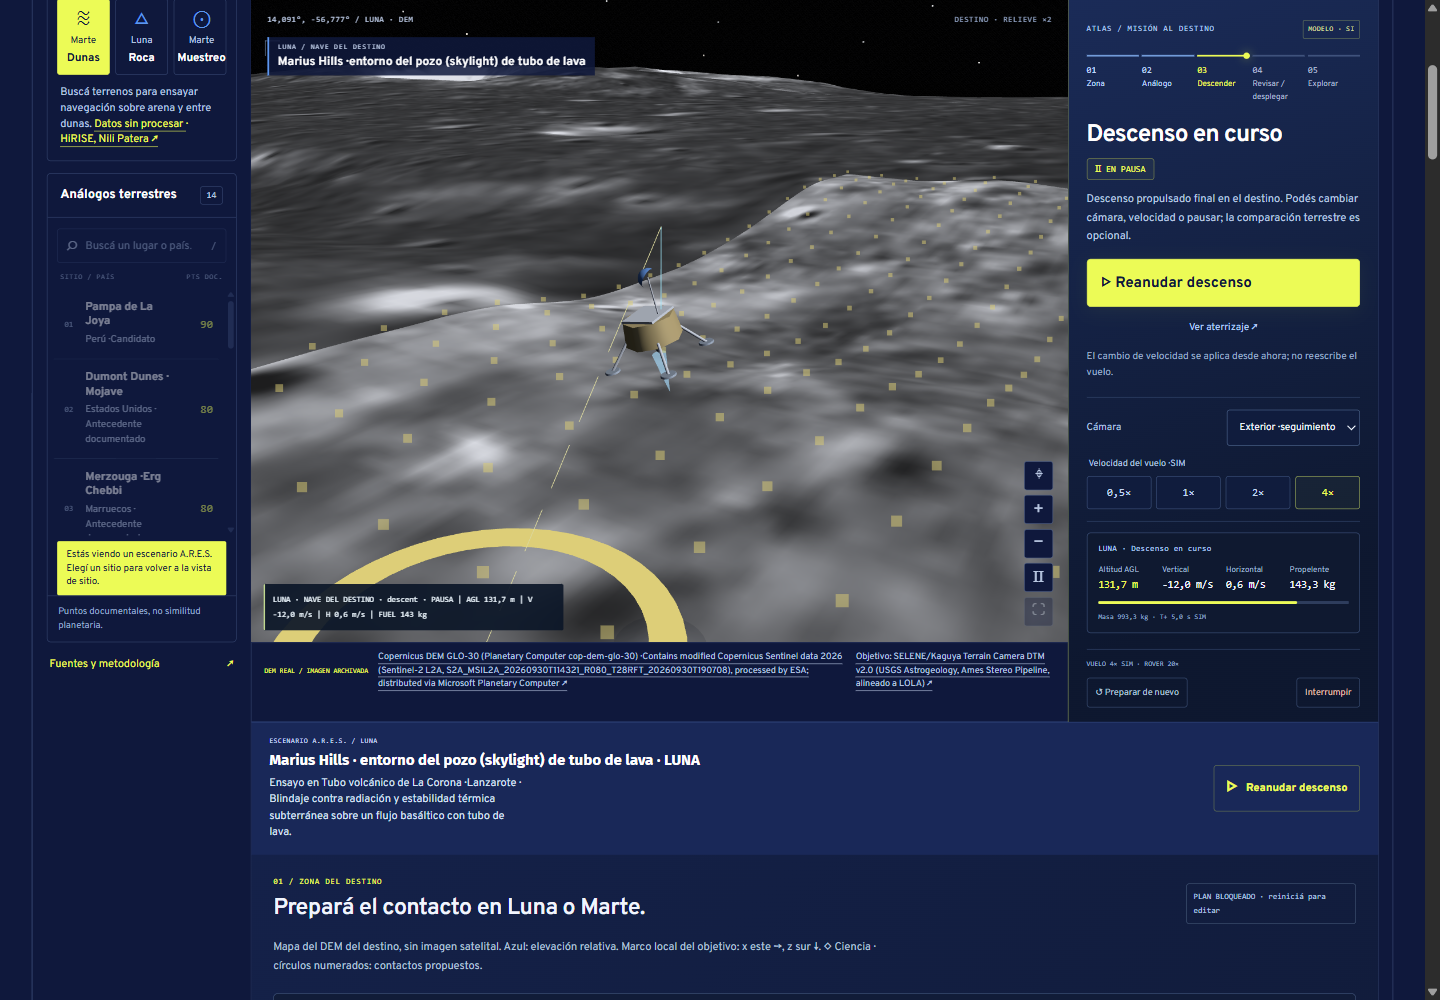 Marte
Dunas
Luna
Roca
Marte
Muestreo
Buscá terrenos para ensayar
navegación sobre arena y entre
dunas. Datos sin procesar ·
HiRISE, Nili Patera ↗
Análogos terrestres
14
Buscá un lugar o país.
/
SITIO / PAÍS
PTS DOC.
01
Pampa de La
Joya
Perú ·Candidato
90
02
Dumont Dunes ·
Mojave
Estados Unidos ·
Antecedente
documentado
80
03
Merzouga ·Erg
Chebbi
Marruecos ·
Antecedente
80
Estás viendo un escenario A.R.E.S.
Elegí un sitio para volver a la vista
de sitio.
Puntos documentales, no similitud
planetaria.
Fuentes y metodología ↗
14,091°, -56,777° / LUNA · DEM
DESTINO · RELIEVE ×2
LUNA / NAVE DEL DESTINO
Marius Hills ·entorno del pozo (skylight) de tubo de lava
LUNA · NAVE DEL DESTINO · descent · PAUSA | AGL 131,7 m | V
-12,0 m/s | H 0,6 m/s | FUEL 143 kg
DEM REAL / IMAGEN ARCHIVADA
Copernicus DEM GLO-30 (Planetary Computer cop-dem-glo-30) ·Contains modified Copernicus Sentinel data 2026
(Sentinel-2 L2A, S2A_MSIL2A_20260930T114321_R080_T28RFT_20260930T190708), processed by ESA;
distributed via Microsoft Planetary Computer ↗
Objetivo: SELENE/Kaguya Terrain Camera DTM
v2.0 (USGS Astrogeology, Ames Stereo Pipeline,
alineado a LOLA) ↗
ATLAS / MISIÓN AL DESTINO
MODELO · SI
01
Zona
02
Análogo
03
Descender
04
Revisar /
desplegar
05
Explorar
Descenso en curso
EN PAUSA
Descenso propulsado final en el destino. Podés cambiar
cámara, velocidad o pausar; la comparación terrestre es
opcional.
Reanudar descenso
Ver aterrizaje ↗
El cambio de velocidad se aplica desde ahora; no reescribe el
vuelo.
Cámara
Exterior ·seguimiento
Velocidad del vuelo ·SIM
0,5×
1×
2×
4×
LUNA · Descenso en curso
Altitud AGL
Vertical
Horizontal
Propelente
131,7 m
-12,0 m/s
0,6 m/s
143,3 kg
Masa 993,3 kg · T+ 5,0 s SIM
VUELO 4× SIM · ROVER 20×
↺ Preparar de nuevo
Interrumpir
ESCENARIO A.R.E.S. / LUNA
Marius Hills · entorno del pozo (skylight) de tubo de lava · LUNA
Ensayo en Tubo volcánico de La Corona ·Lanzarote ·
Blindaje contra radiación y estabilidad térmica
subterránea sobre un flujo basáltico con tubo de
lava.
Reanudar descenso
01 / ZONA DEL DESTINO
Prepará el contacto en Luna o Marte.
PLAN BLOQUEADO · reiniciá para
editar
Mapa del DEM del destino, sin imagen satelital. Azul: elevación relativa. Marco local del objetivo: x este →, z sur ↓. ◇ Ciencia ·
círculos numerados: contactos propuestos.